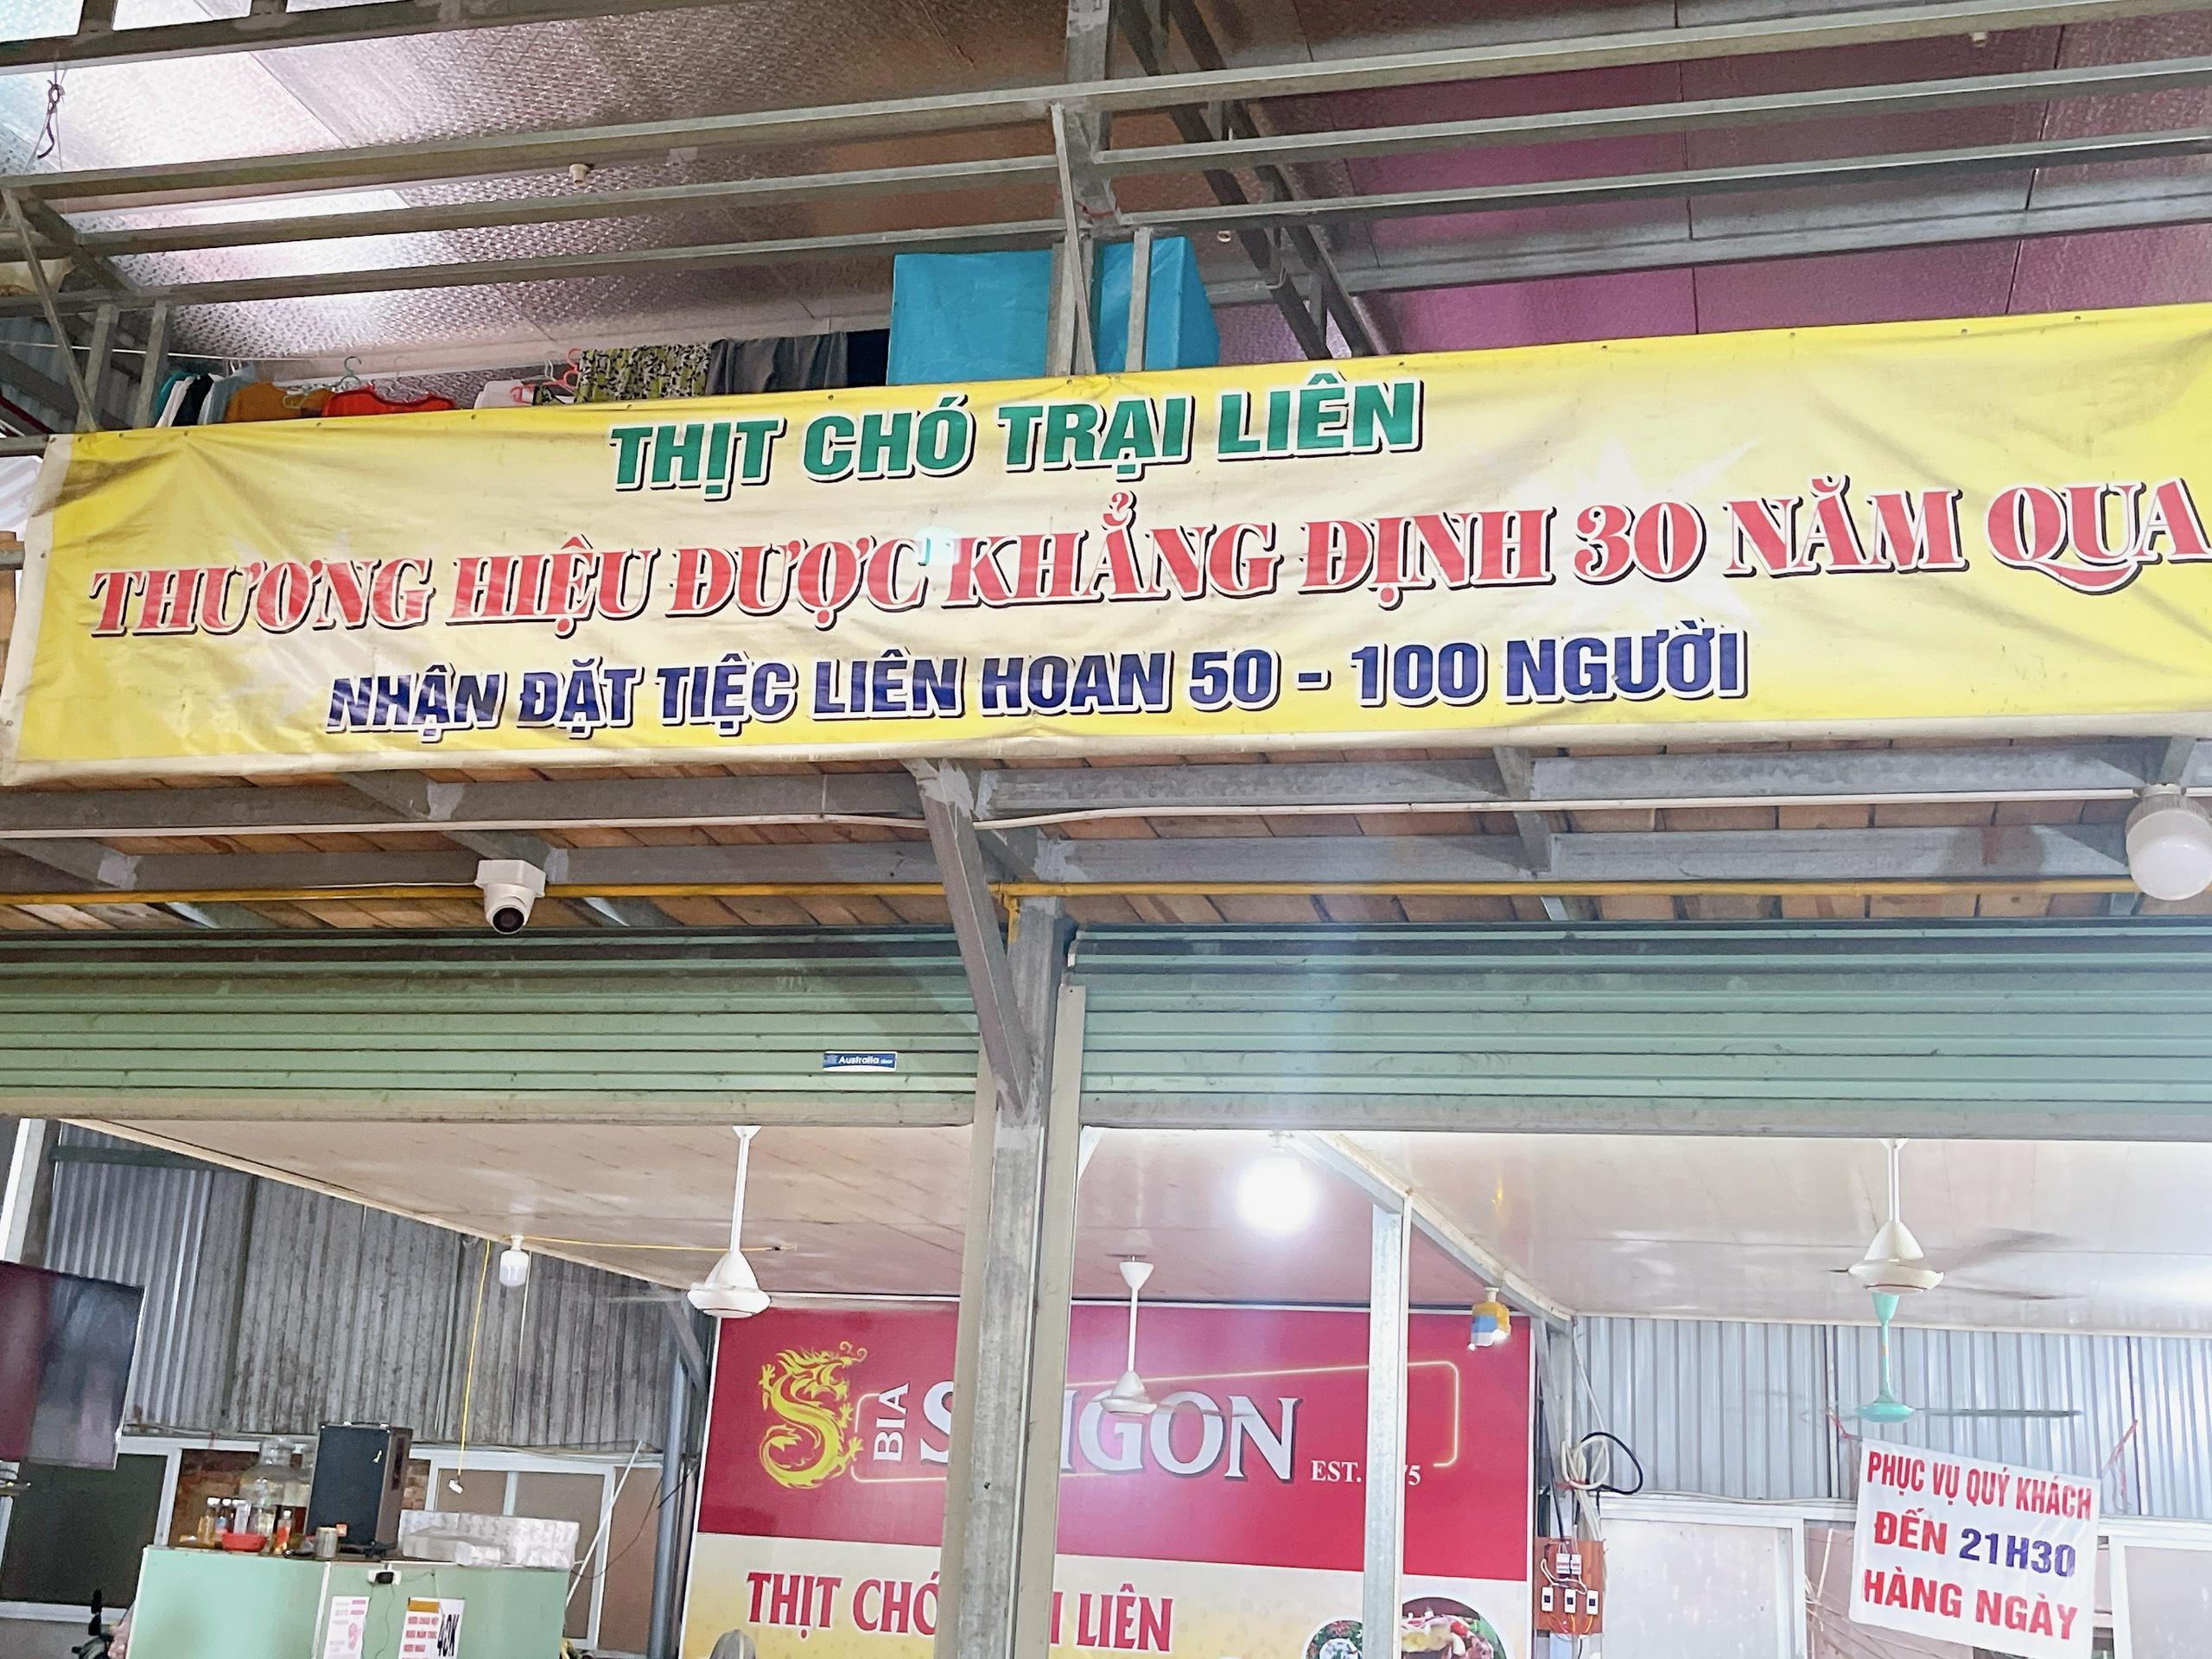 THỊT CHÓ TRẠI LIÊN
THƯƠNG HIỆU ĐƯỢC KHẲNG ĐỊNH 30 NĂM QUA
NHẬN ĐẶT TIỆC LIÊN HOAN 50 - 100 NGƯỜI
Australia
BIA
EST.
THỊT CHÓ
LIÊN
PHỤC VỤ QUÝ KHÁCH
ĐẾN 21H30
HÀNG NGÀY
40K